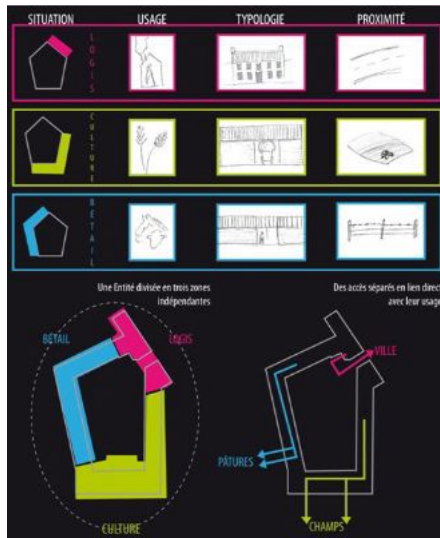 SITUATION USAGE TYPOLOGIE PROXIMITÉ
LOGIS
CULTURE
BÉTAIL
Une Entité divisée en trois zones
indépendantes
Des accès séparés en lien direct
avec leur usage
BÉTAIL
LOGIS
CULTURE
VILLE
PÂTURES
CHAMPS